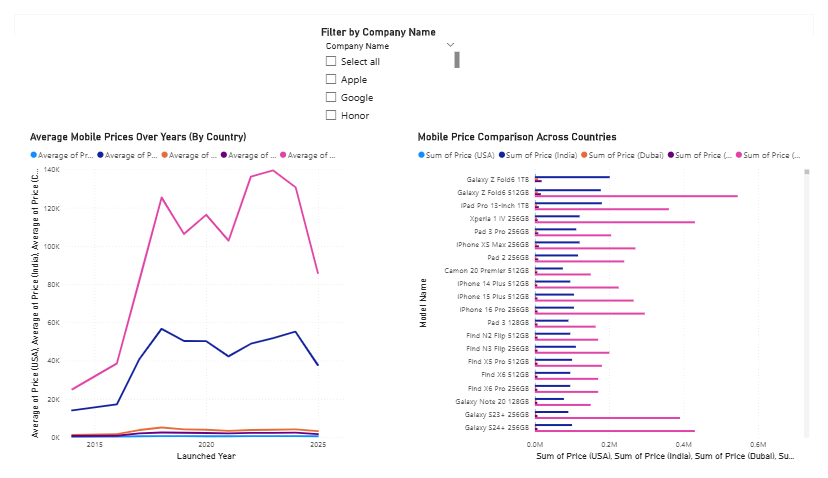 Filter by Company Name
Company Name
Select all
Apple
Google
Honor
Average Mobile Prices Over Years (By Country)
Average of Pr... Average of P... Average of ... Average of ... Average of ...
Average of Price (USA), Average of Price (India), Average of Price (C...
140K
120K
100K
80K
60K
40K
20K
0K
2015 2020 2025
Launched Year
Mobile Price Comparison Across Countries
Sum of Price (USA) Sum of Price (India) Sum of Price (Dubai) Sum of Price (... Sum of Price (...
Model Name
Galaxy Z Fold6 1TB
Galaxy Z Fold6 512GB
iPad Pro 13-inch 1TB
Xperia 1 IV 256GB
Pad 3 Pro 256GB
iPhone XS Max 256GB
Pad 2 256GB
Camon 20 Premier 512GB
iPhone 14 Plus 512GB
iPhone 15 Plus 512GB
iPhone 16 Pro 256GB
Pad 3 128GB
Find N2 Flip 512GB
Find N3 Flip 256GB
Find X5 Pro 512GB
Find X6 512GB
Find X6 Pro 256GB
Galaxy Note 20 128GB
Galaxy S23+ 256GB
Galaxy S24+ 256GB
0.0M 0.2M 0.4M 0.6M
Sum of Price (USA), Sum of Price (India), Sum of Price (Dubai), Su...